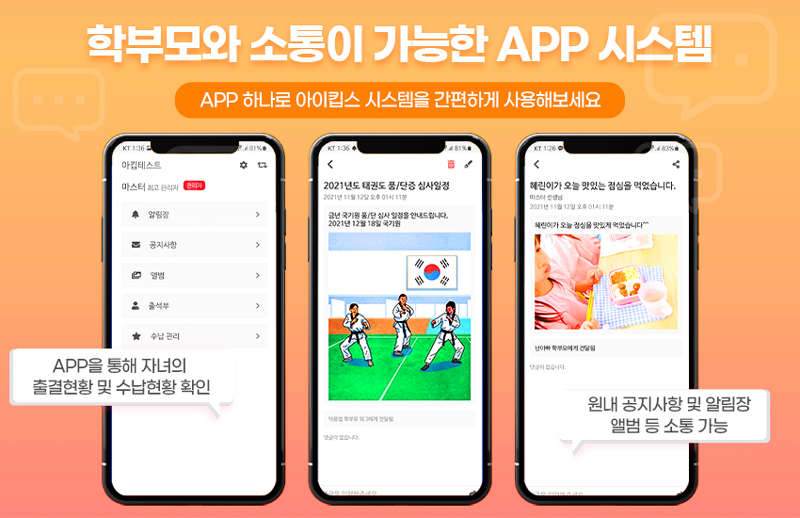 학부모와 소통이 가능한 APP 시스템
APP 하나로 아이킵스 시스템을 간편하게 사용해보세요
KT 1:36
81%
아킵테스트
마스터 최고 관리자 관리자
알림장
공지사항
앨범
출석부
수납 관리
APP을 통해 자녀의
출결현황 및 수납현황 확인
KT 1:36
81%
2021년도 태권도 품/단증 심사일정
2021년 11월 12일 오후 01시 11분
금년 국기원 품/단 심사 일정을 안내드립니다.
2021년 12월 18일 국기원
댓글이 없습니다.
KT 1:26
83%
혜린이가 오늘 맛있는 점심을 먹었습니다.
마스터 선생님
2021년 11월 12일 오후 01시 11분
혜린이가 오늘 점심을 맛있게 먹었습니다^^
난아빠 학부모에게 전달됨
댓글이 없습니다.
원내 공지사항 및 알림장
앨범 등 소통 가능